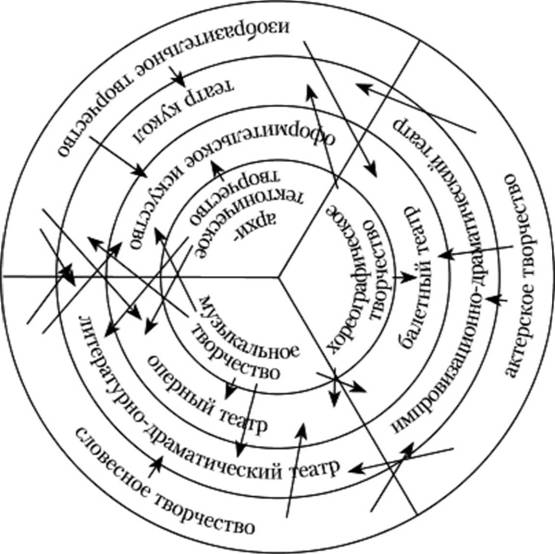 изобразительное творчество
театр кукол
оформительское искусство
архи-
тектоническое
творчество
актерское творчество
импровизационно-драматический театр
балетный театр
хореографическое
творчество
музыкальное
творчество
оперный театр
литературно-драматический театр
словесное творчество